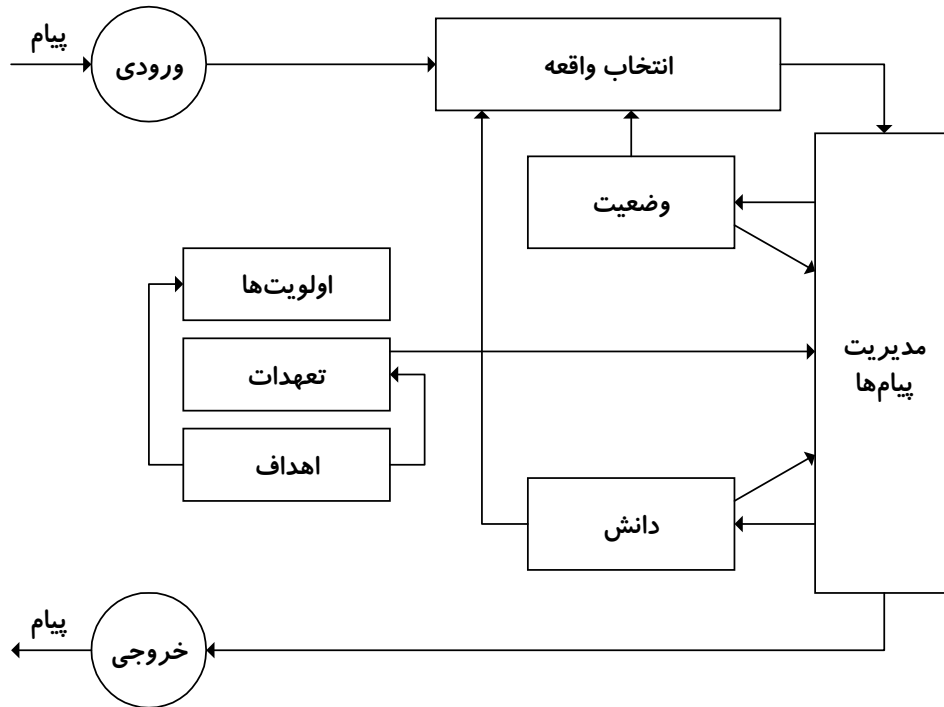 پیام
ورودی
انتخاب واقعه
وضعیت
اولویت‌ها
تعهدات
اهداف
مدیریت
پیام‌ها
دانش
پیام
خروجی